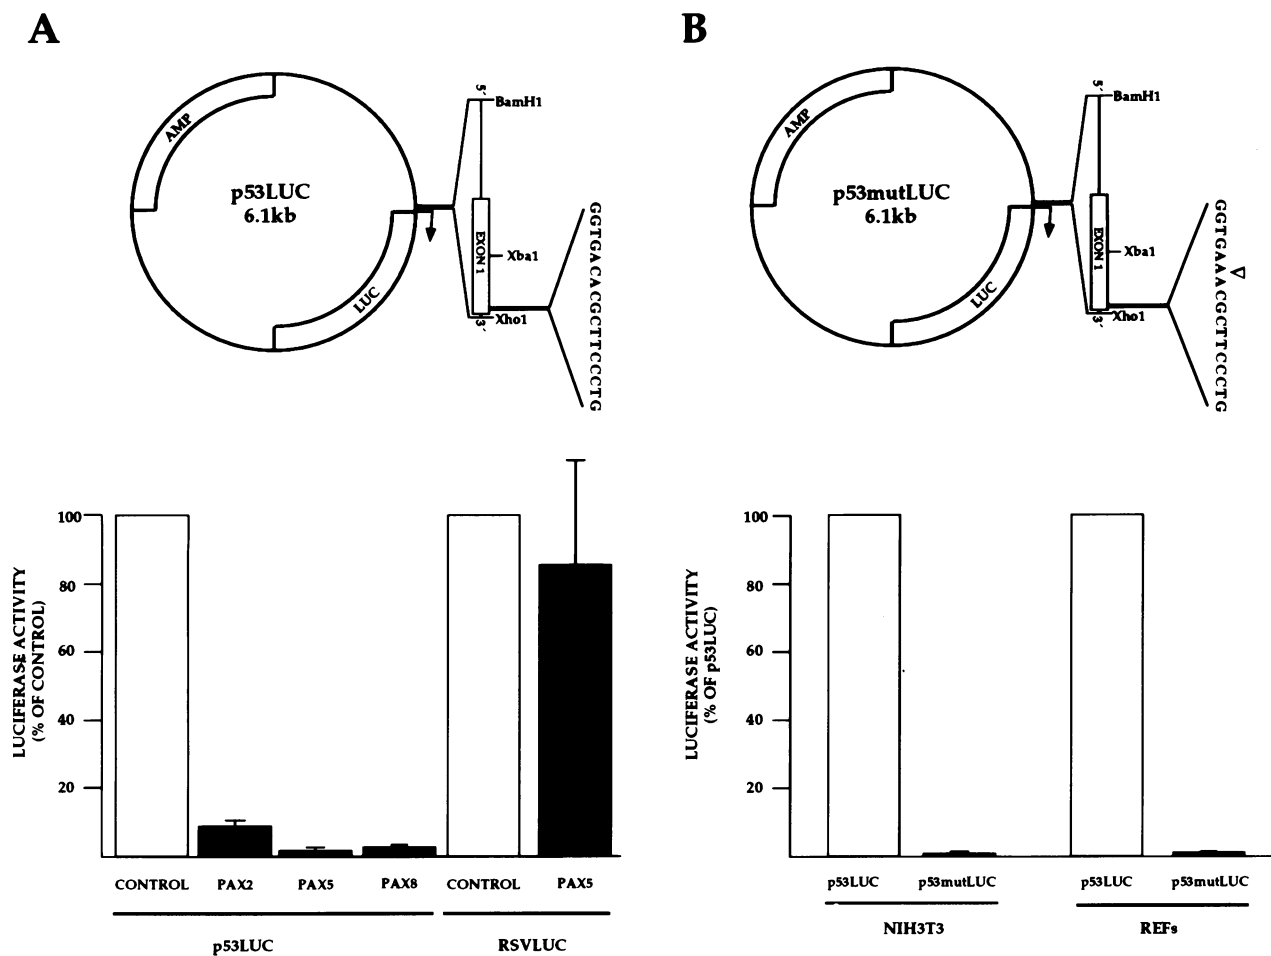 A
AMP
p53LUC
6.1kb
LUC
5´
BamH1
EXON 1
Xba1
Xho1
3´
GGTGACACGCTTCCCTG
LUCIFERASE ACTIVITY
(% OF CONTROL)
100
80
60
40
20
CONTROL
PAX2
PAX5
PAX8
CONTROL
PAX5
p53LUC
RSVLUC
B
AMP
p53mutLUC
6.1kb
LUC
5´
BamH1
EXON 1
Xba1
Xho1
3´
GGTGAAACGCTTCCCTG
LUCIFERASE ACTIVITY
(% OF p53LUC)
100
80
60
40
20
p53LUC
p53mutLUC
p53LUC
p53mutLUC
NIH3T3
REFs